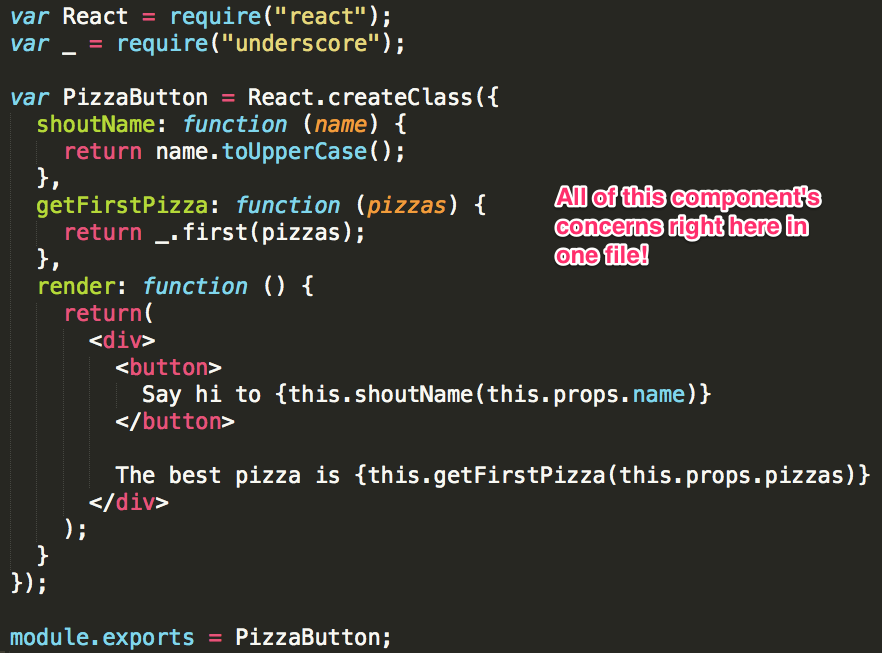 var React = require("react");
var _ = require("underscore");

var PizzaButton = React.createClass({
  shoutName: function (name) {
    return name.toUpperCase();
  },
  getFirstPizza: function (pizzas) {
    return _.first(pizzas);
  },
  render: function () {
    return(
      <div>
        <button>
          Say hi to {this.shoutName(this.props.name)}
        </button>

        The best pizza is {this.getFirstPizza(this.props.pizzas)}
      </div>
    );
  }
});

module.exports = PizzaButton;
All of this component's
concerns right here in
one file!